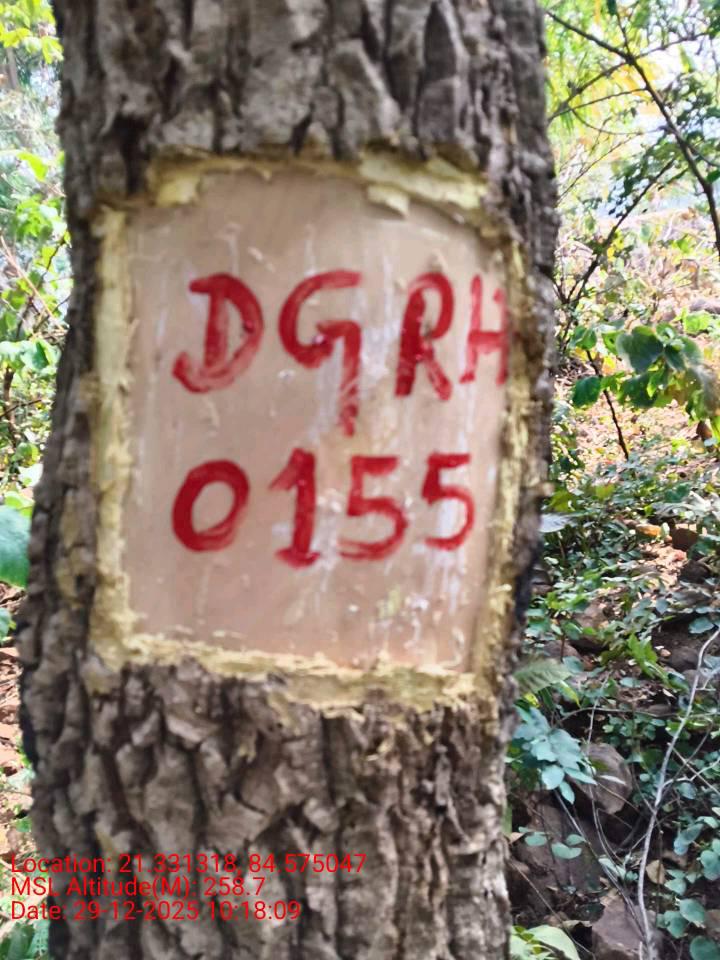 DGRH
0155
Location: 21.331318, 84.575047
MSL Altitude(M): 258.7
Date: 29-12-2025 10:18:09